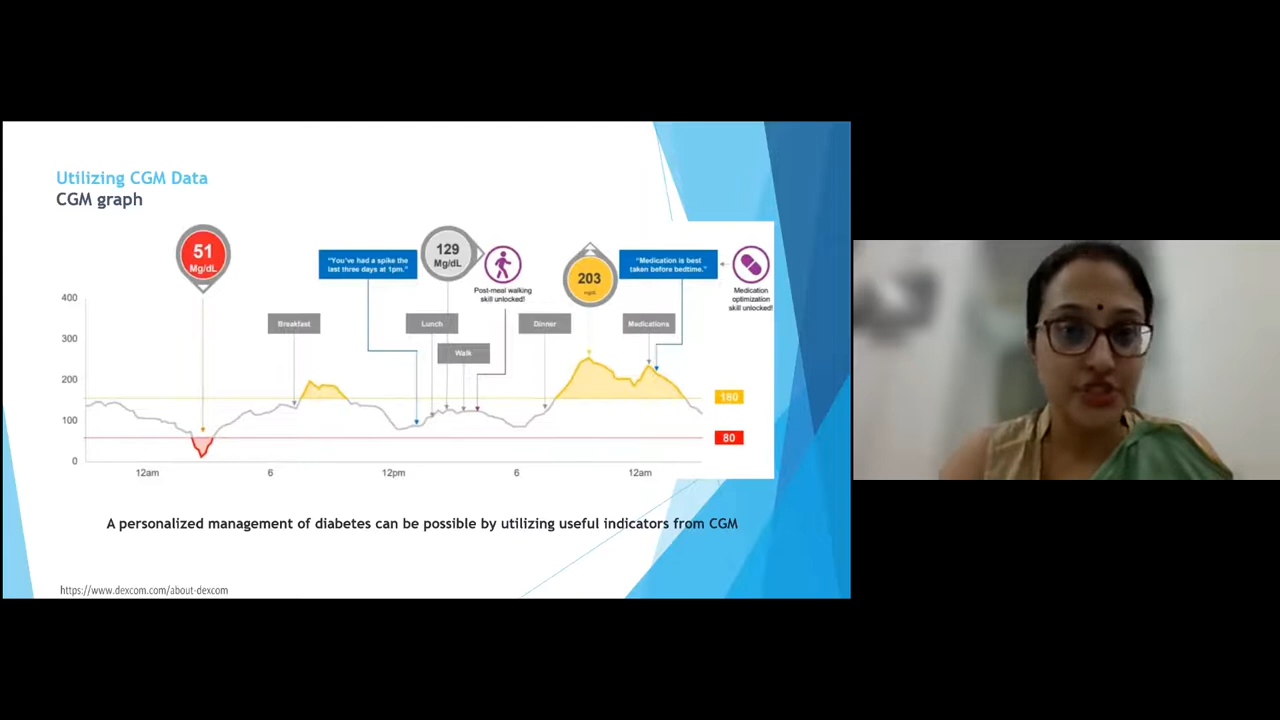 Utilizing CGM Data
CGM graph
51
Mg/dL
"You've had a spike the
last three days at 1pm."
129
Mg/dL
Post-meal walking
skill unlocked!
203
mg/dL
"Medication is best
taken before bedtime."
Medication
optimization
skill unlocked!
400
300
200
100
0
Breakfast
Lunch
Walk
Dinner
Medications
180
80
12am
6
12pm
6
12am
A personalized management of diabetes can be possible by utilizing useful indicators from CGM
https://www.dexcom.com/about-dexcom